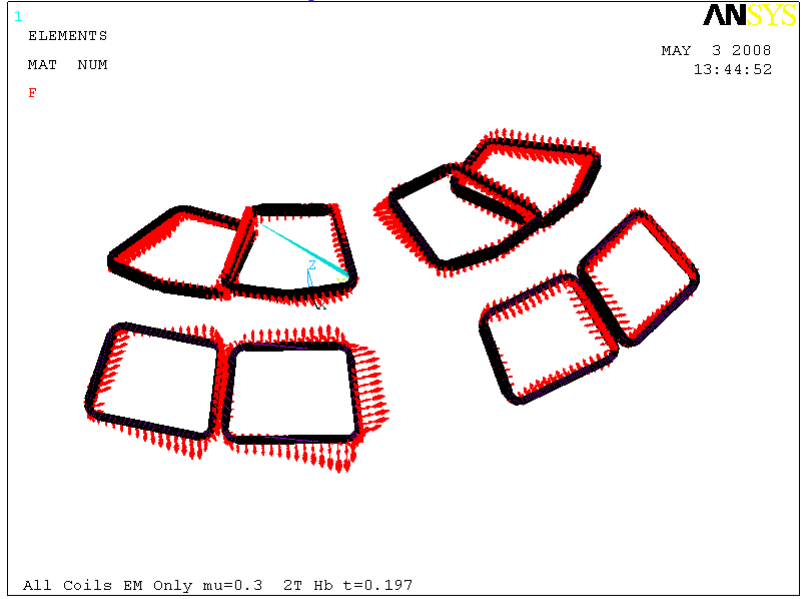 1
ANSYS
ELEMENTS
MAT NUM
F
MAY 3 2008
13:44:52
Z
X
All Coils EM Only mu=0.3 2T Hb t=0.197